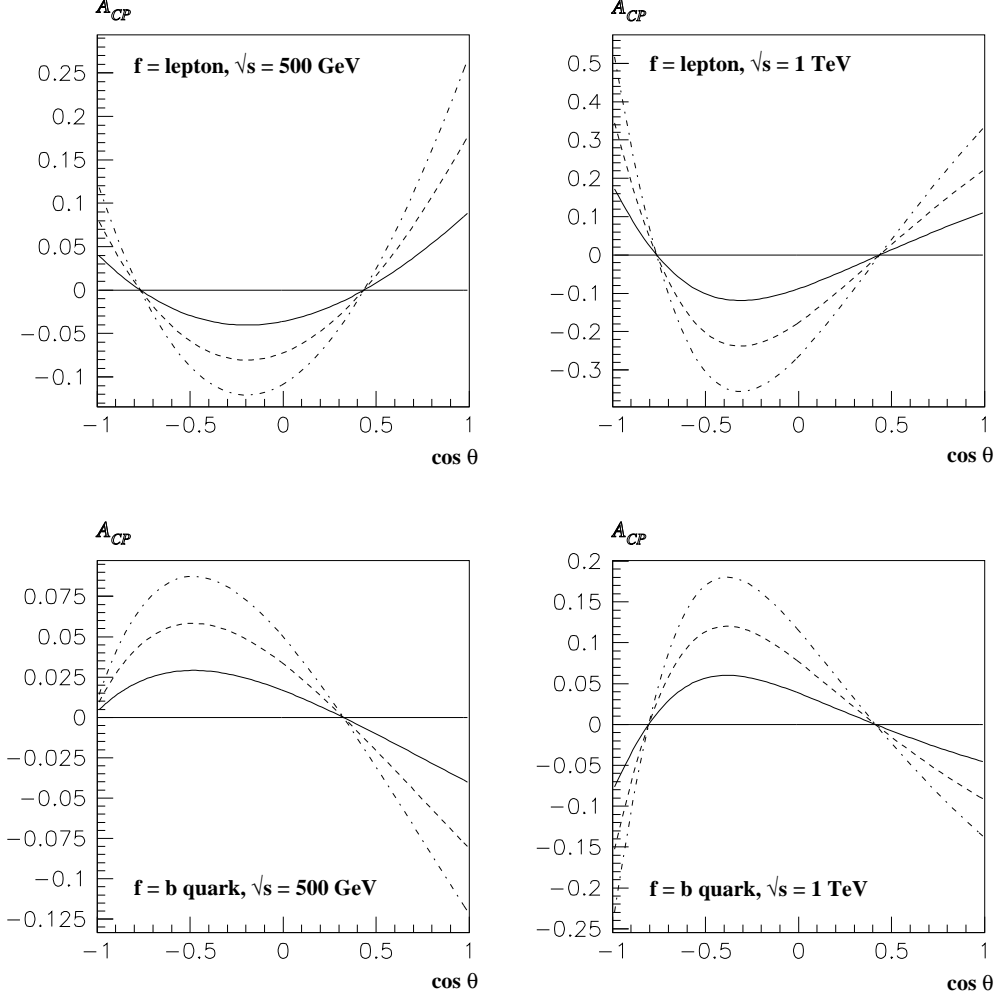 A_CP
f = lepton, √s = 500 GeV
0.25
0.2
0.15
0.1
0.05
0
−0.05
−0.1
−1 −0.5 0 0.5 1
cos θ
A_CP
f = lepton, √s = 1 TeV
0.5
0.4
0.3
0.2
0.1
0
−0.1
−0.2
−0.3
−1 −0.5 0 0.5 1
cos θ
A_CP
0.075
0.05
0.025
0
−0.025
−0.05
−0.075
−0.1
−0.125
f = b quark, √s = 500 GeV
−1 −0.5 0 0.5 1
cos θ
A_CP
0.2
0.15
0.1
0.05
0
−0.05
−0.1
−0.15
−0.2
−0.25
f = b quark, √s = 1 TeV
−1 −0.5 0 0.5 1
cos θ